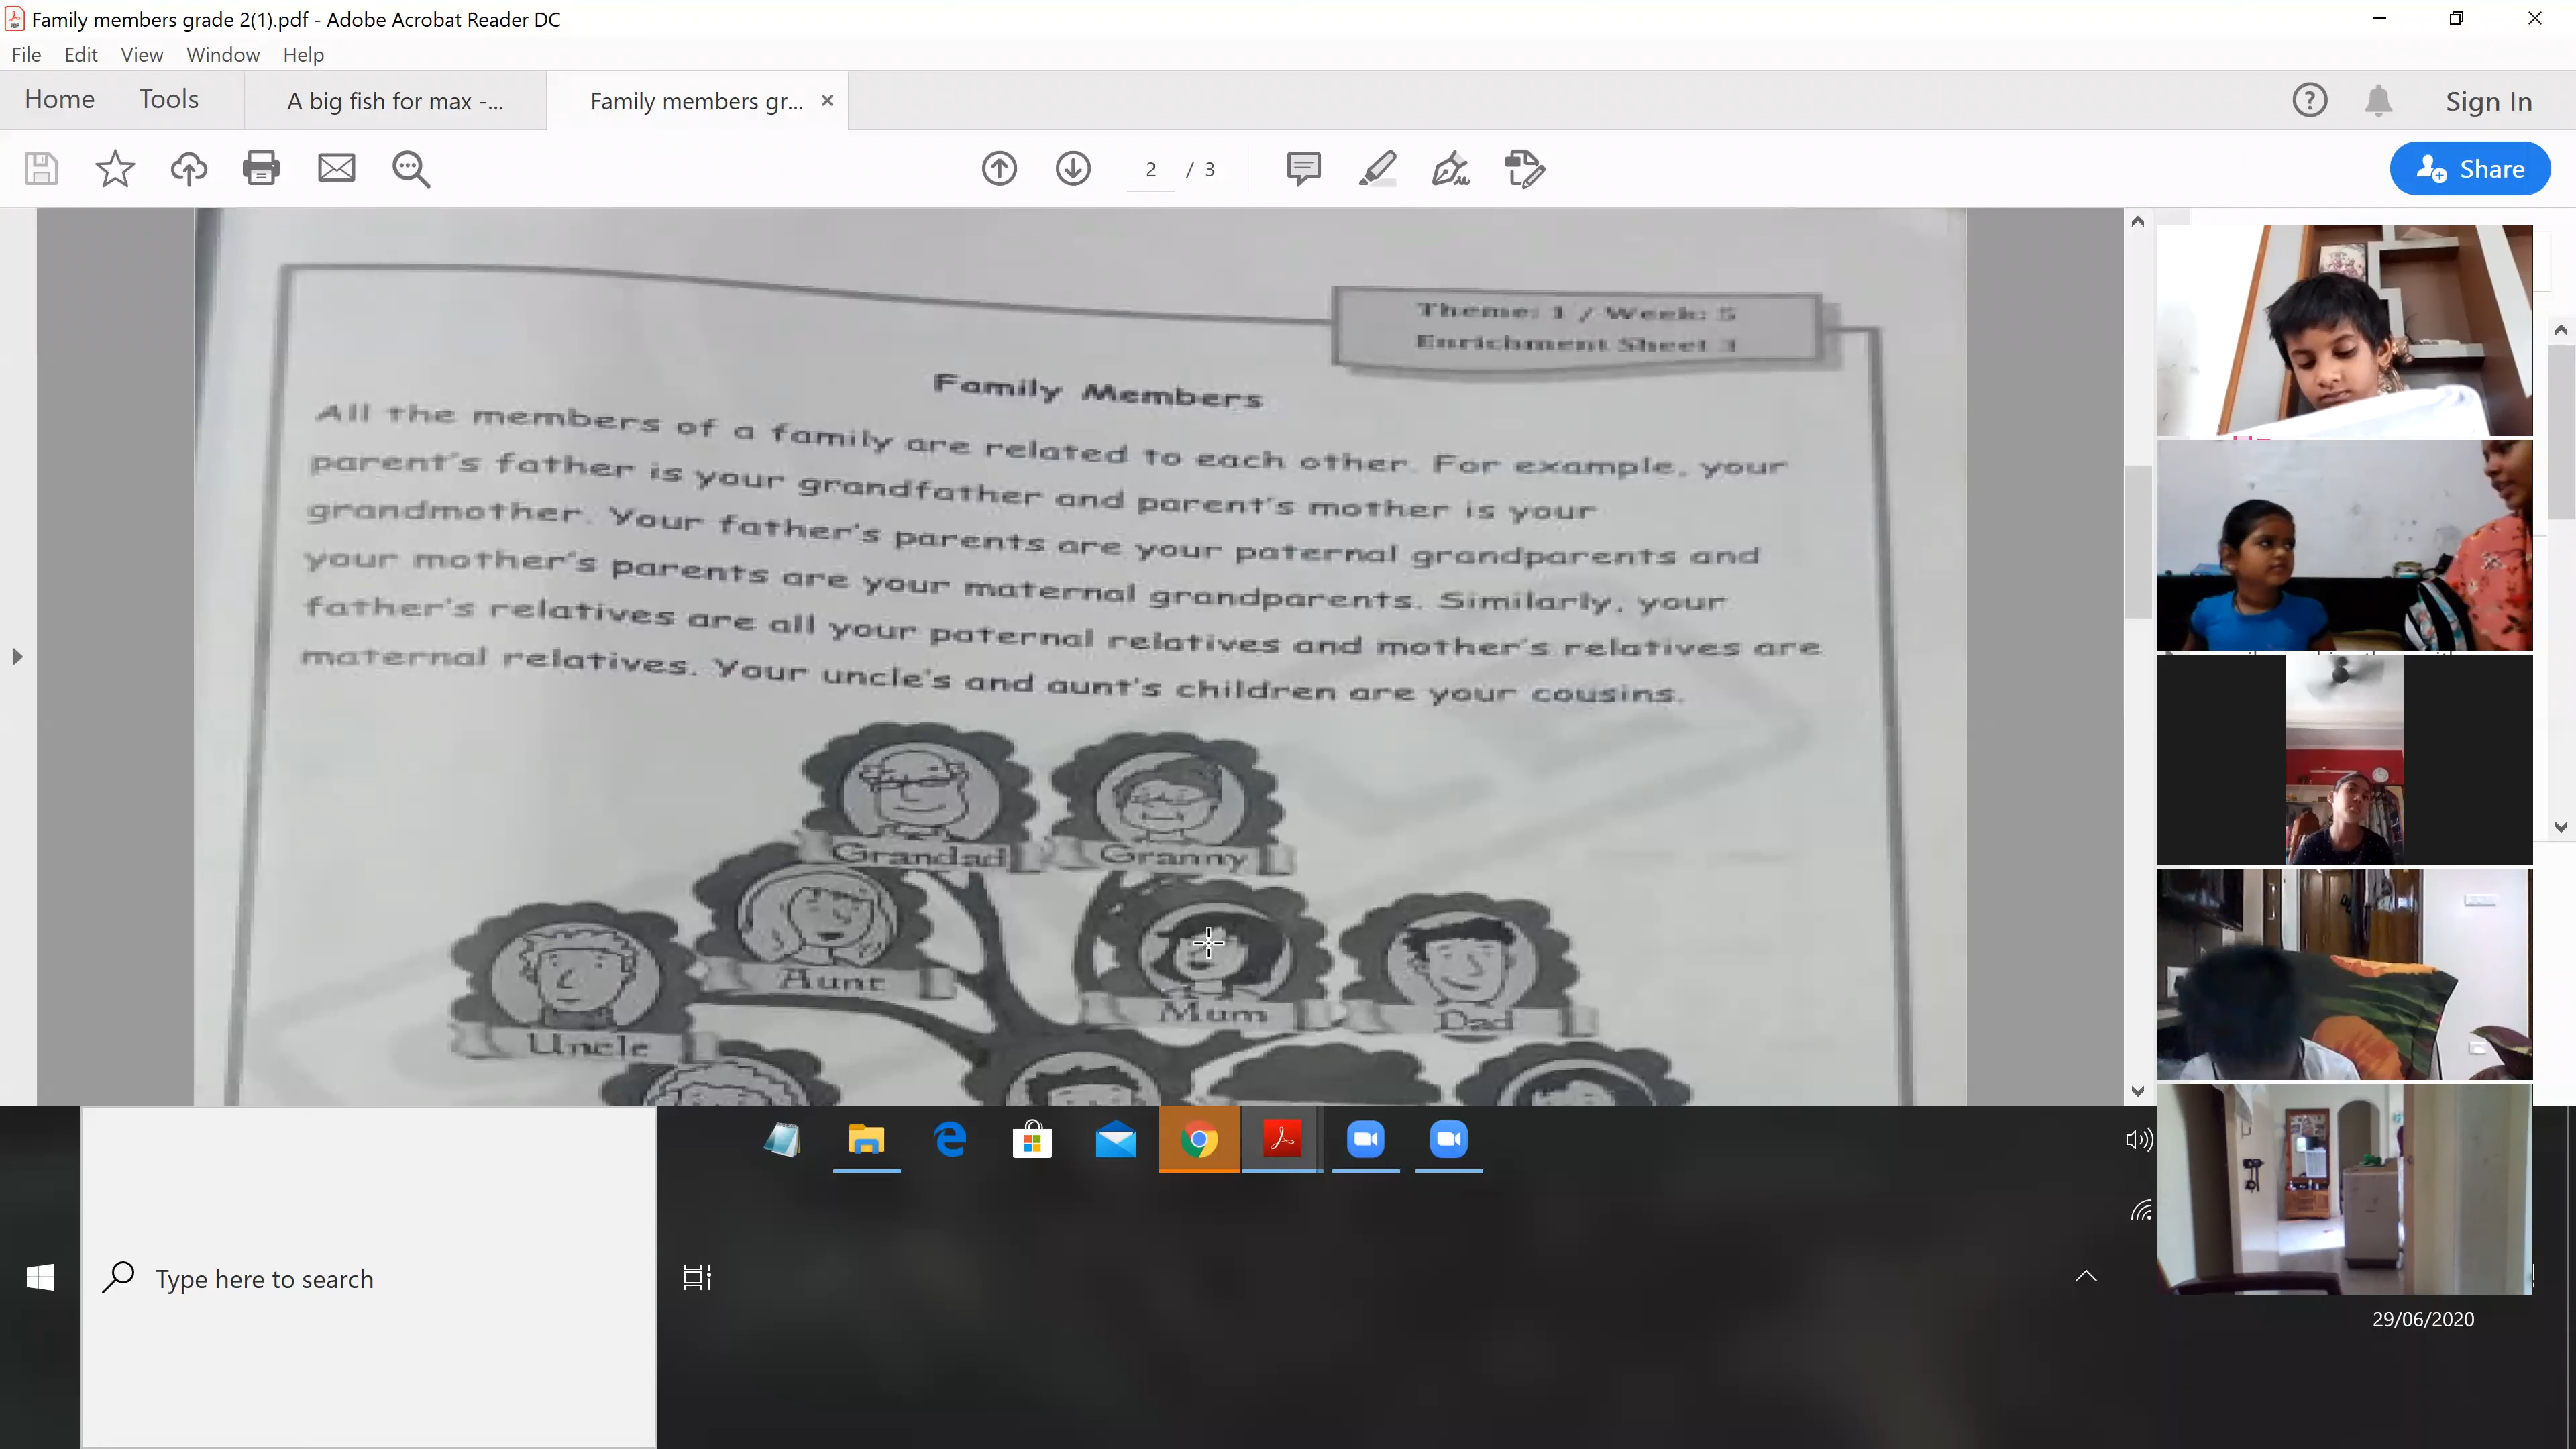 Family members grade 2(1).pdf - Adobe Acrobat Reader DC
File Edit View Window Help
Home Tools A big fish for max -... Family members gr... Sign In
2 / 3 Share
Theme: 1 / Week: 5
Enrichment Sheet 3
Family Members
All the members of a family are related to each other. For example, your
parent's father is your grandfather and parent's mother is your
grandmother. Your father's parents are your paternal grandparents and
your mother's parents are your maternal grandparents. Similarly, your
father's relatives are all your paternal relatives and mother's relatives are
maternal relatives. Your uncle's and aunt's children are your cousins.
Grandad Granny
Aunt
Mum Dad
Uncle
Type here to search
29/06/2020